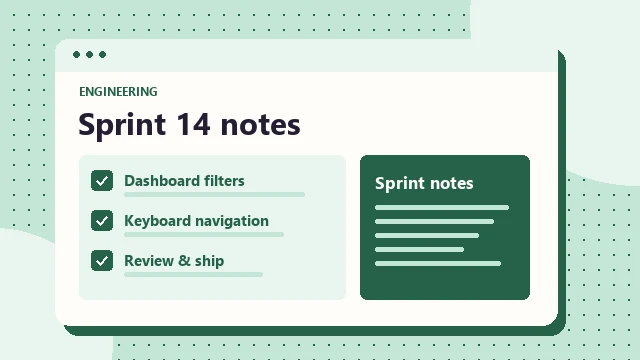 ENGINEERING
Sprint 14 notes
Dashboard filters
Keyboard navigation
Review & ship
Sprint notes